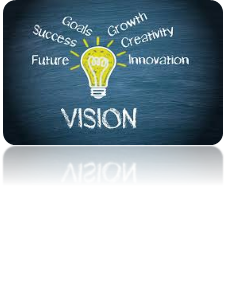 Goals
Growth
Success
Creativity
Future
Innovation
VISION